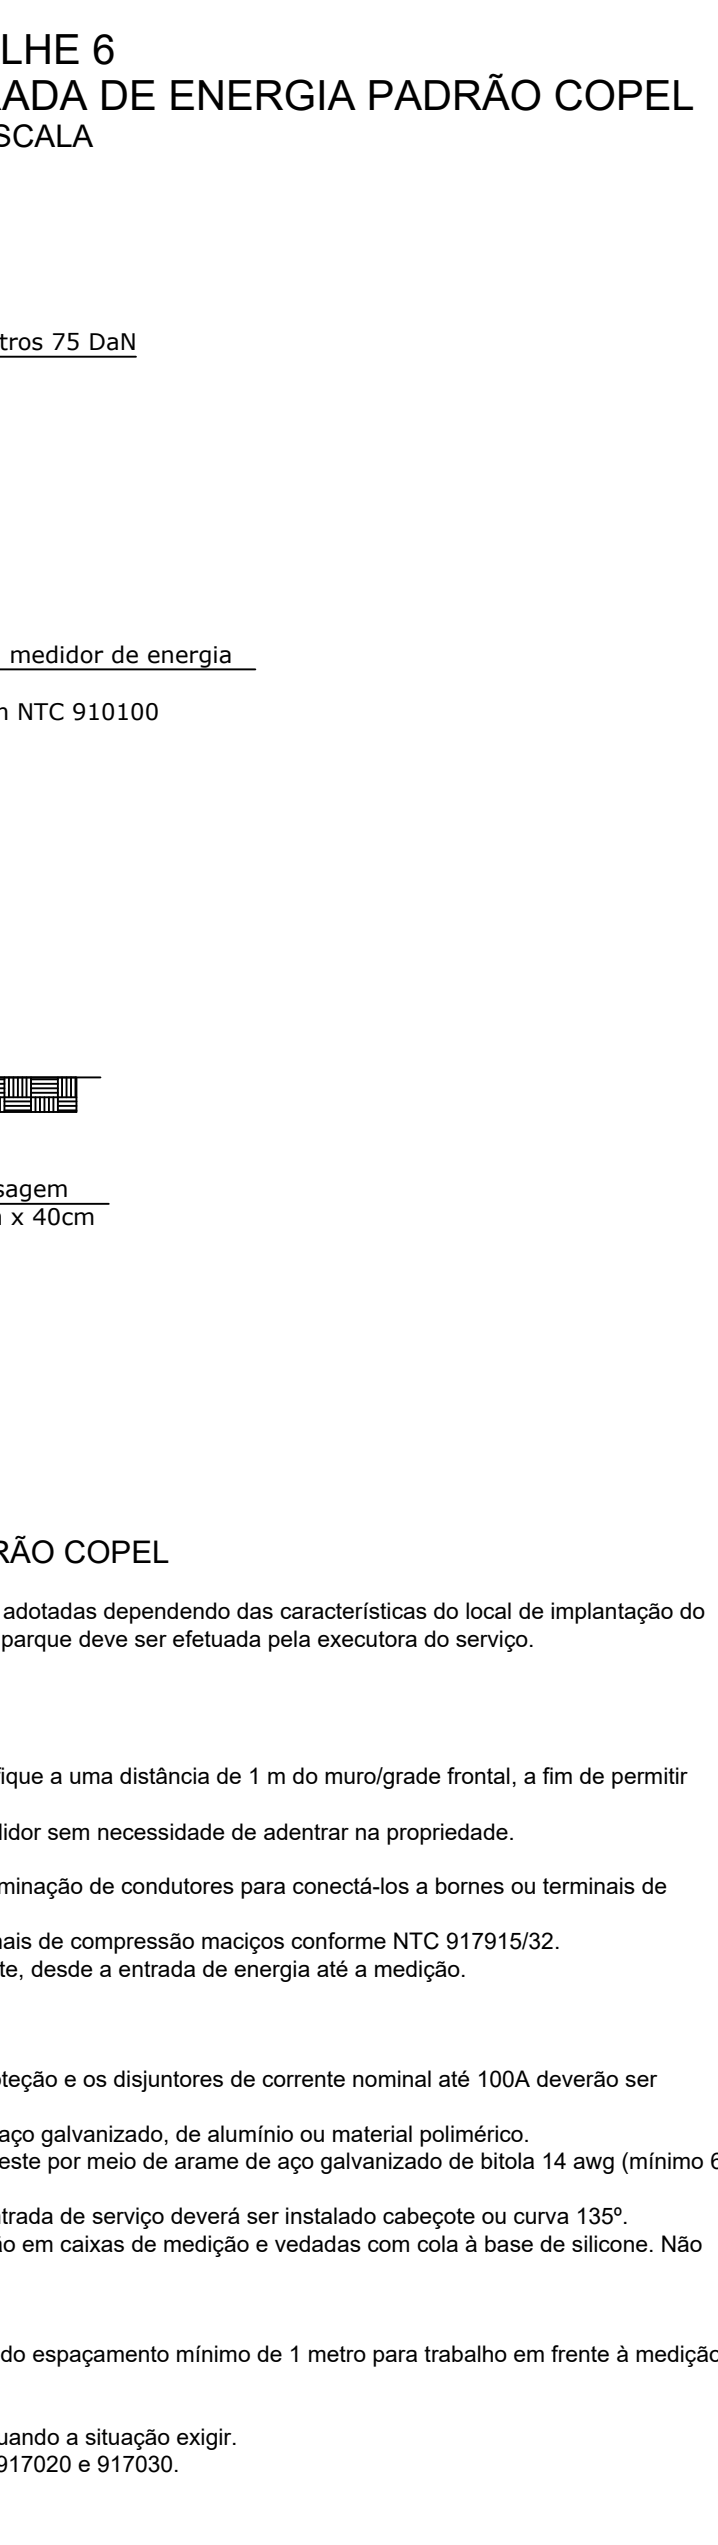 LHE 6
RADA DE ENERGIA PADRÃO COPEL
SCALA
tros 75 DaN
medidor de energia
NTC 910100
sagem
x 40cm
RÃO COPEL
adotadas dependendo das características do local de implantação do
parque deve ser efetuada pela executora do serviço.
fique a uma distância de 1 m do muro/grade frontal, a fim de permitir
didor sem necessidade de adentrar na propriedade.
minação de condutores para conectá-los a bornes ou terminais de
nais de compressão maciços conforme NTC 917915/32.
te, desde a entrada de energia até a medição.
oteção e os disjuntores de corrente nominal até 100A deverão ser
aço galvanizado, de alumínio ou material polimérico.
este por meio de arame de aço galvanizado de bitola 14 awg (mínimo 6
ntrada de serviço deverá ser instalado cabeçote ou curva 135º.
ão em caixas de medição e vedadas com cola à base de silicone. Não
do espaçamento mínimo de 1 metro para trabalho em frente à medição
uando a situação exigir.
917020 e 917030.